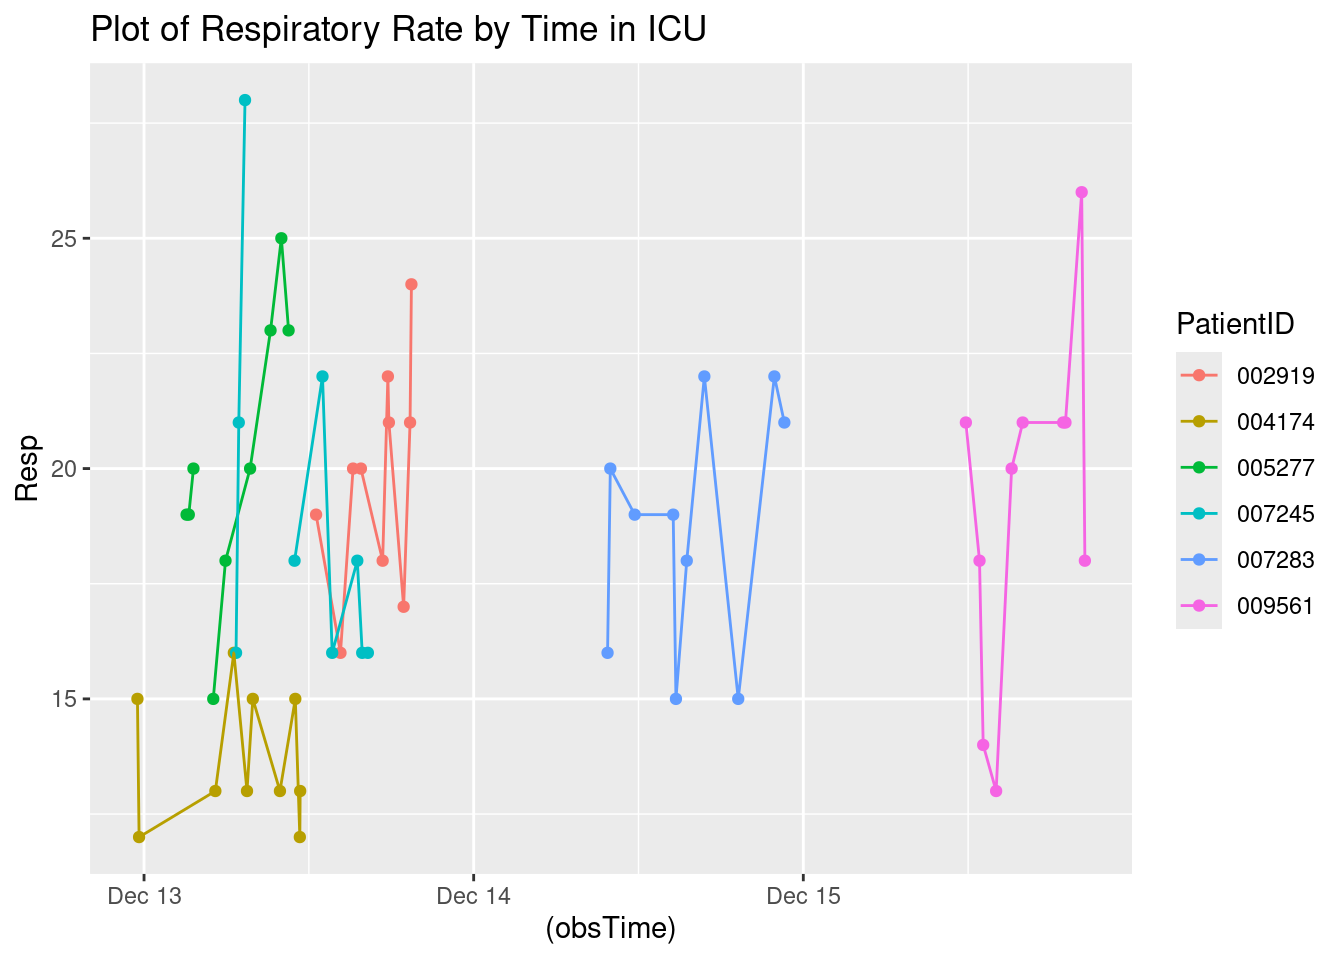 Plot of Respiratory Rate by Time in ICU
Resp
25
20
15
Dec 13
Dec 14
Dec 15
(obsTime)
PatientID
002919
004174
005277
007245
007283
009561